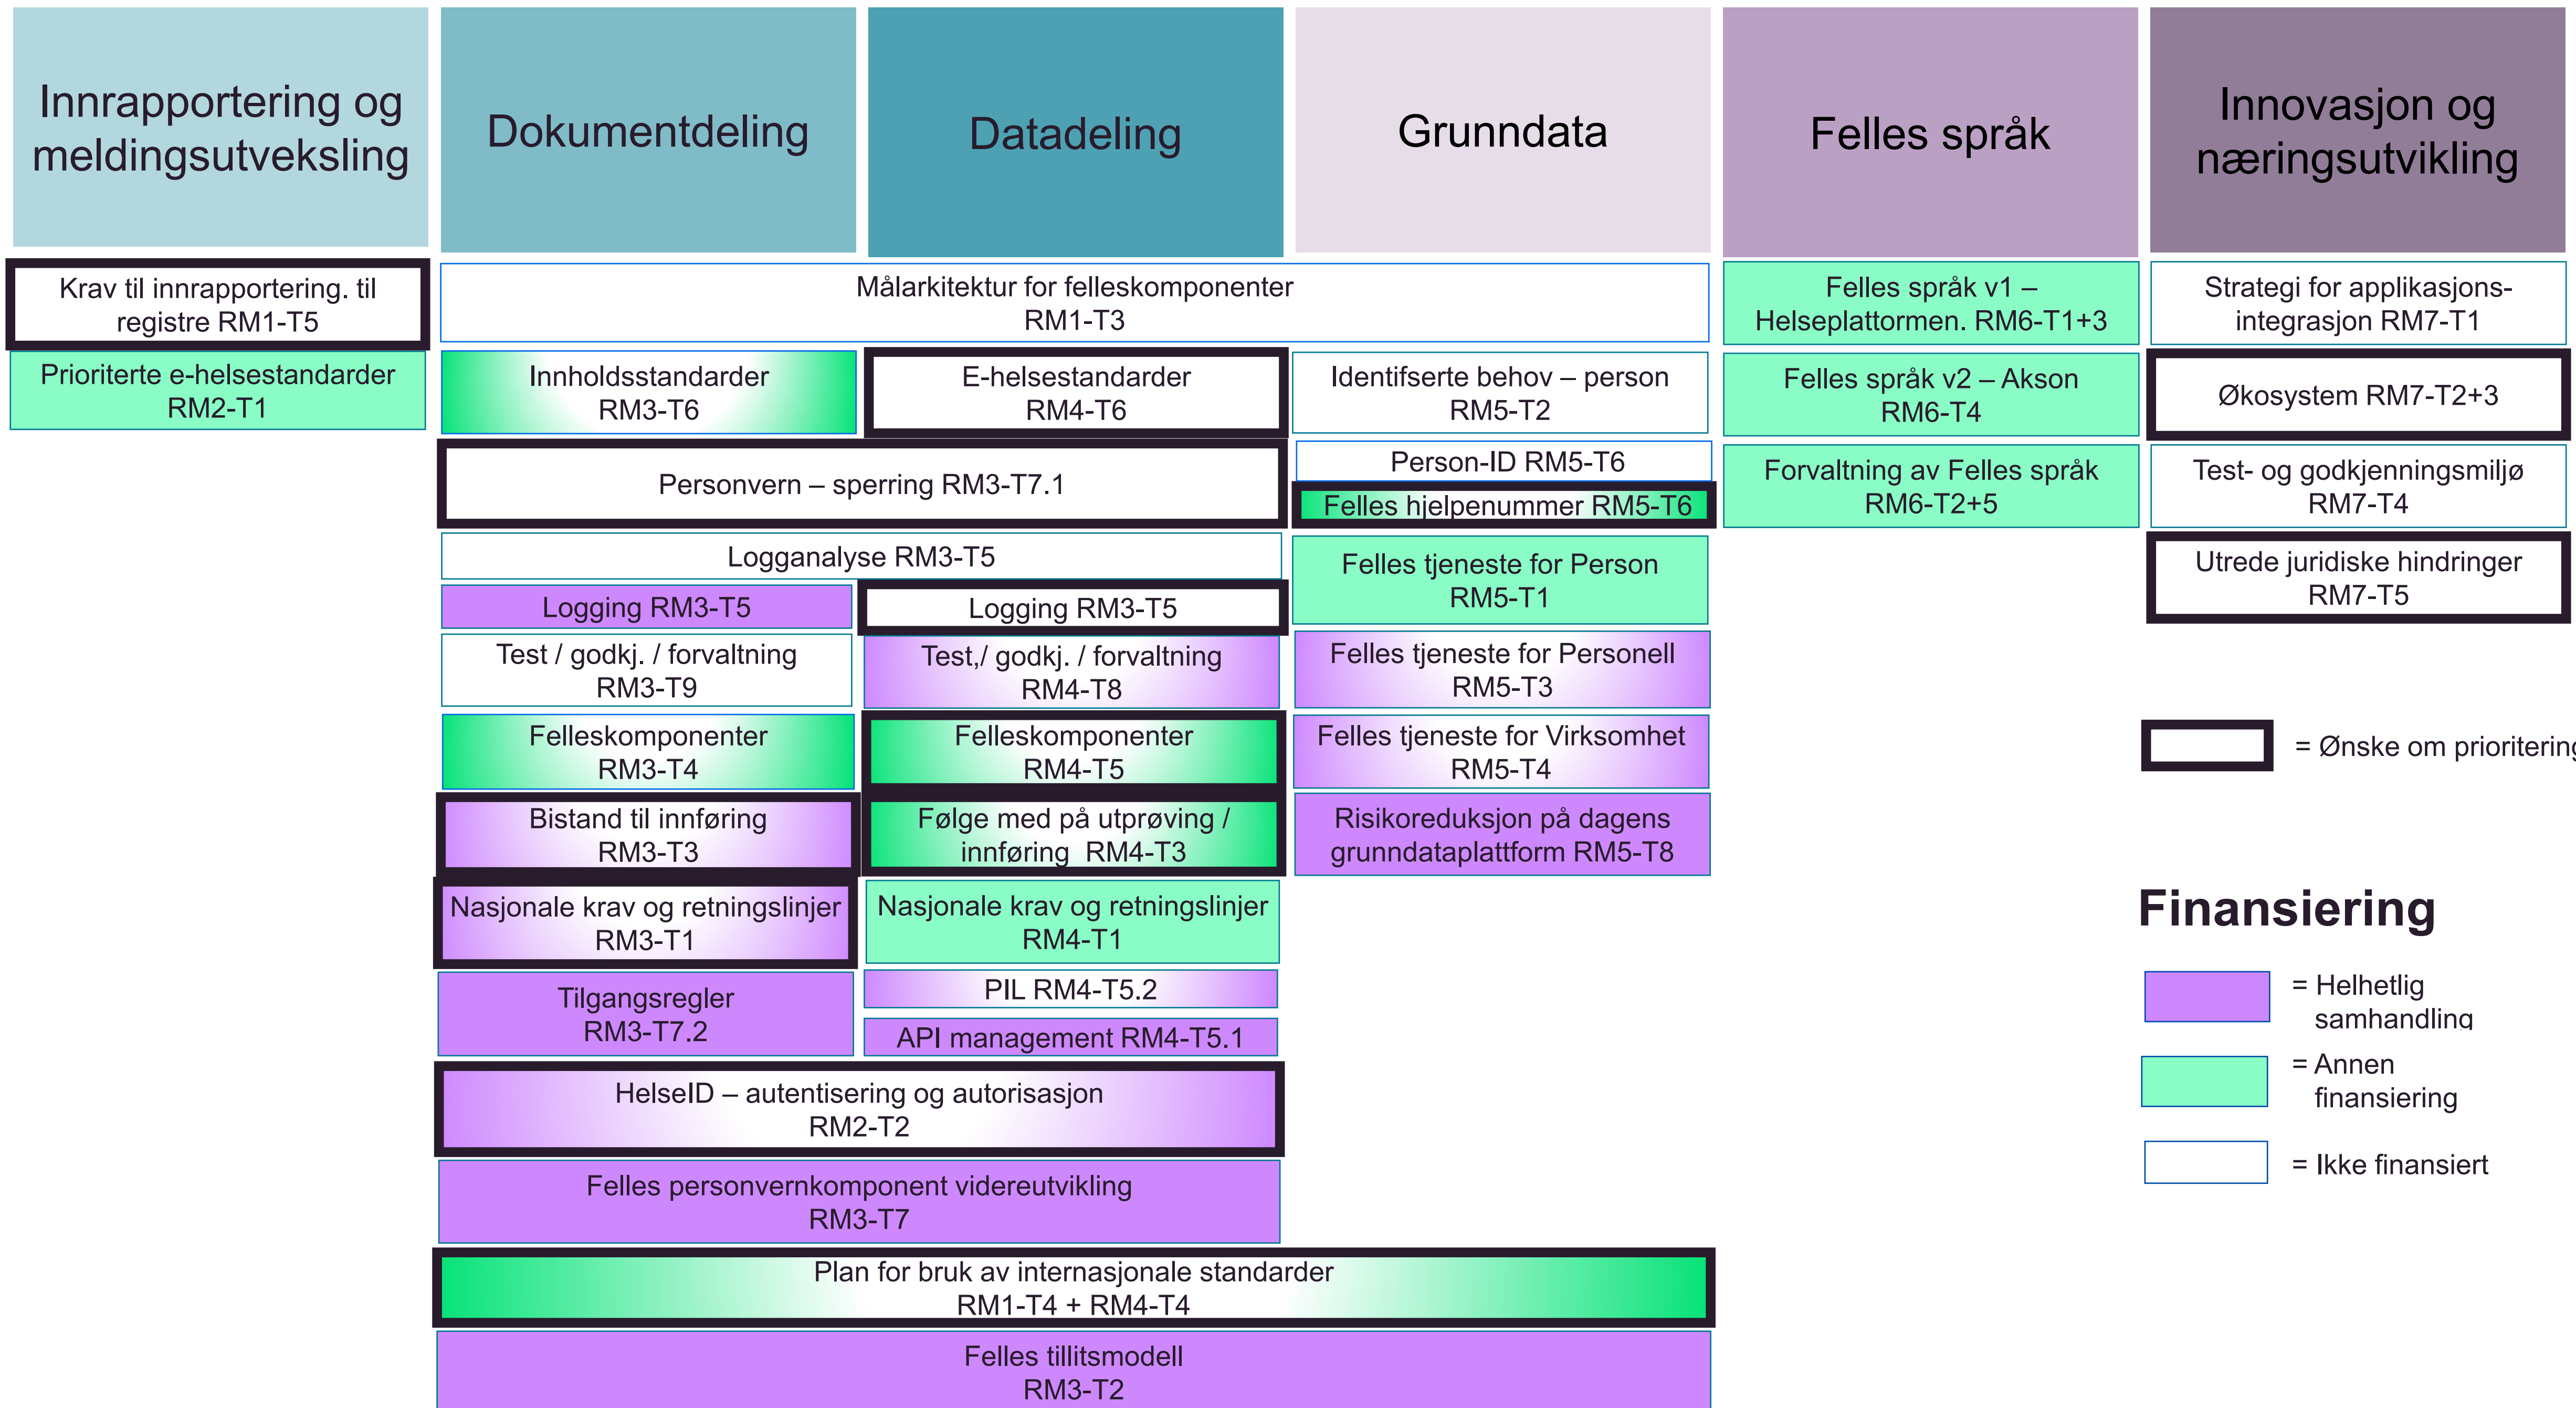 Innrapportering og
meldingsutveksling
Dokumentdeling
Datadeling
Grunndata
Felles språk
Innovasjon og
næringsutvikling
Krav til innrapportering. til
registre RM1-T5
Prioriterte e-helsestandarder
RM2-T1
Målarkitektur for felleskomponenter
RM1-T3
Innholdsstandarder
RM3-T6
E-helsestandarder
RM4-T6
Identifserte behov – person
RM5-T2
Personvern – sperring RM3-T7.1
Person-ID RM5-T6
Felles hjelpenummer RM5-T6
Logganalyse RM3-T5
Logging RM3-T5
Logging RM3-T5
Felles tjeneste for Person
RM5-T1
Test / godkj. / forvaltning
RM3-T9
Test,/ godkj. / forvaltning
RM4-T8
Felles tjeneste for Personell
RM5-T3
Felleskomponenter
RM3-T4
Felleskomponenter
RM4-T5
Felles tjeneste for Virksomhet
RM5-T4
Bistand til innføring
RM3-T3
Følge med på utprøving /
innføring RM4-T3
Risikoreduksjon på dagens
grunndataplattform RM5-T8
Nasjonale krav og retningslinjer
RM3-T1
Nasjonale krav og retningslinjer
RM4-T1
Tilgangsregler
RM3-T7.2
PIL RM4-T5.2
API management RM4-T5.1
HelseID – autentisering og autorisasjon
RM2-T2
Felles personvernkomponent videreutvikling
RM3-T7
Plan for bruk av internasjonale standarder
RM1-T4 + RM4-T4
Felles tillitsmodell
RM3-T2
Felles språk v1 –
Helseplattormen. RM6-T1+3
Felles språk v2 – Akson
RM6-T4
Forvaltning av Felles språk
RM6-T2+5
Strategi for applikasjons-
integrasjon RM7-T1
Økosystem RM7-T2+3
Test- og godkjenningsmiljø
RM7-T4
Utrede juridiske hindringer
RM7-T5
= Ønske om prioritering
Finansiering
= Helhetlig
samhandling
= Annen
finansiering
= Ikke finansiert